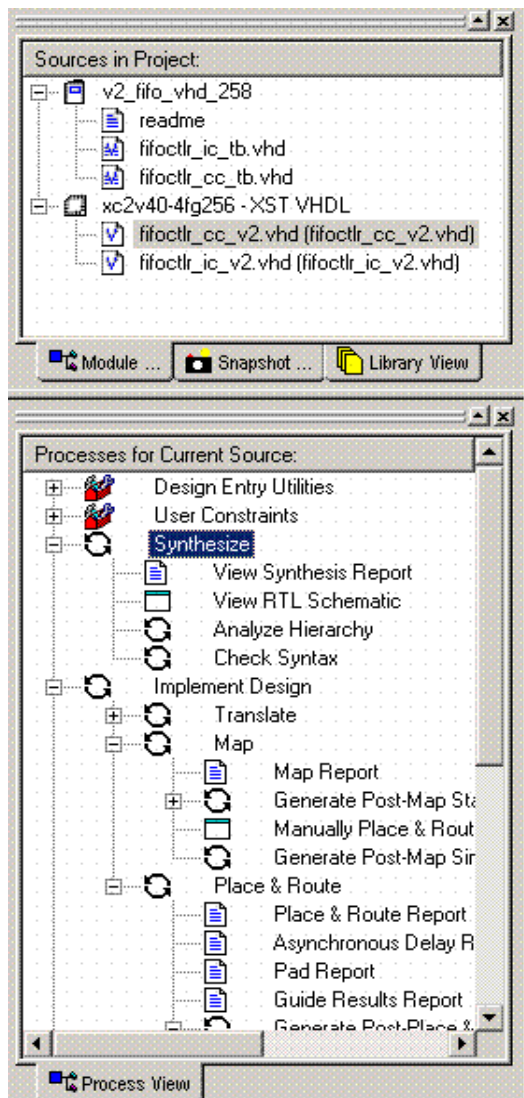 Sources in Project:
v2_fifo_vhd_258
readme
fifoctlr_ic_tb.vhd
fifoctlr_cc_tb.vhd
xc2v40-4fg256 - XST VHDL
fifoctlr_cc_v2.vhd (fifoctlr_cc_v2.vhd)
fifoctlr_ic_v2.vhd (fifoctlr_ic_v2.vhd)
Module ... Snapshot ... Library View
Processes for Current Source:
Design Entry Utilities
User Constraints
Synthesize
View Synthesis Report
View RTL Schematic
Analyze Hierarchy
Check Syntax
Implement Design
Translate
Map
Map Report
Generate Post-Map Sta
Manually Place & Rout
Generate Post-Map Sir
Place & Route
Place & Route Report
Asynchronous Delay R
Pad Report
Guide Results Report
Generate Post-Place &
Process View